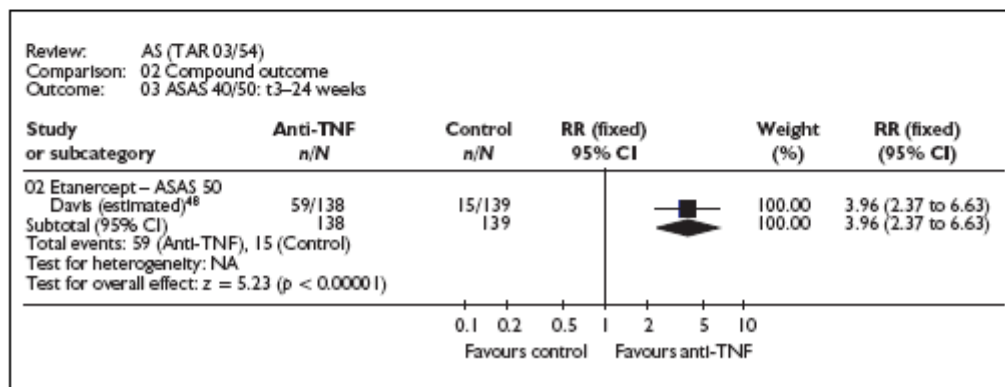 Review: AS (TAR 03/54)
Comparison: 02 Compound outcome
Outcome: 03 ASAS 40/50: t3–24 weeks
Study Anti-TNF Control RR (fixed) Weight RR (fixed)
or subcategory n/N n/N 95% CI (%) (95% CI)
02 Etanercept – ASAS 50
Davis (estimated)48 59/138 15/139 100.00 3.96 (2.37 to 6.63)
Subtotal (95% CI) 138 139 100.00 3.96 (2.37 to 6.63)
Total events: 59 (Anti-TNF), 15 (Control)
Test for heterogeneity: NA
Test for overall effect: z = 5.23 (p < 0.00001)
0.1 0.2 0.5 1 2 5 10
Favours control Favours anti-TNF